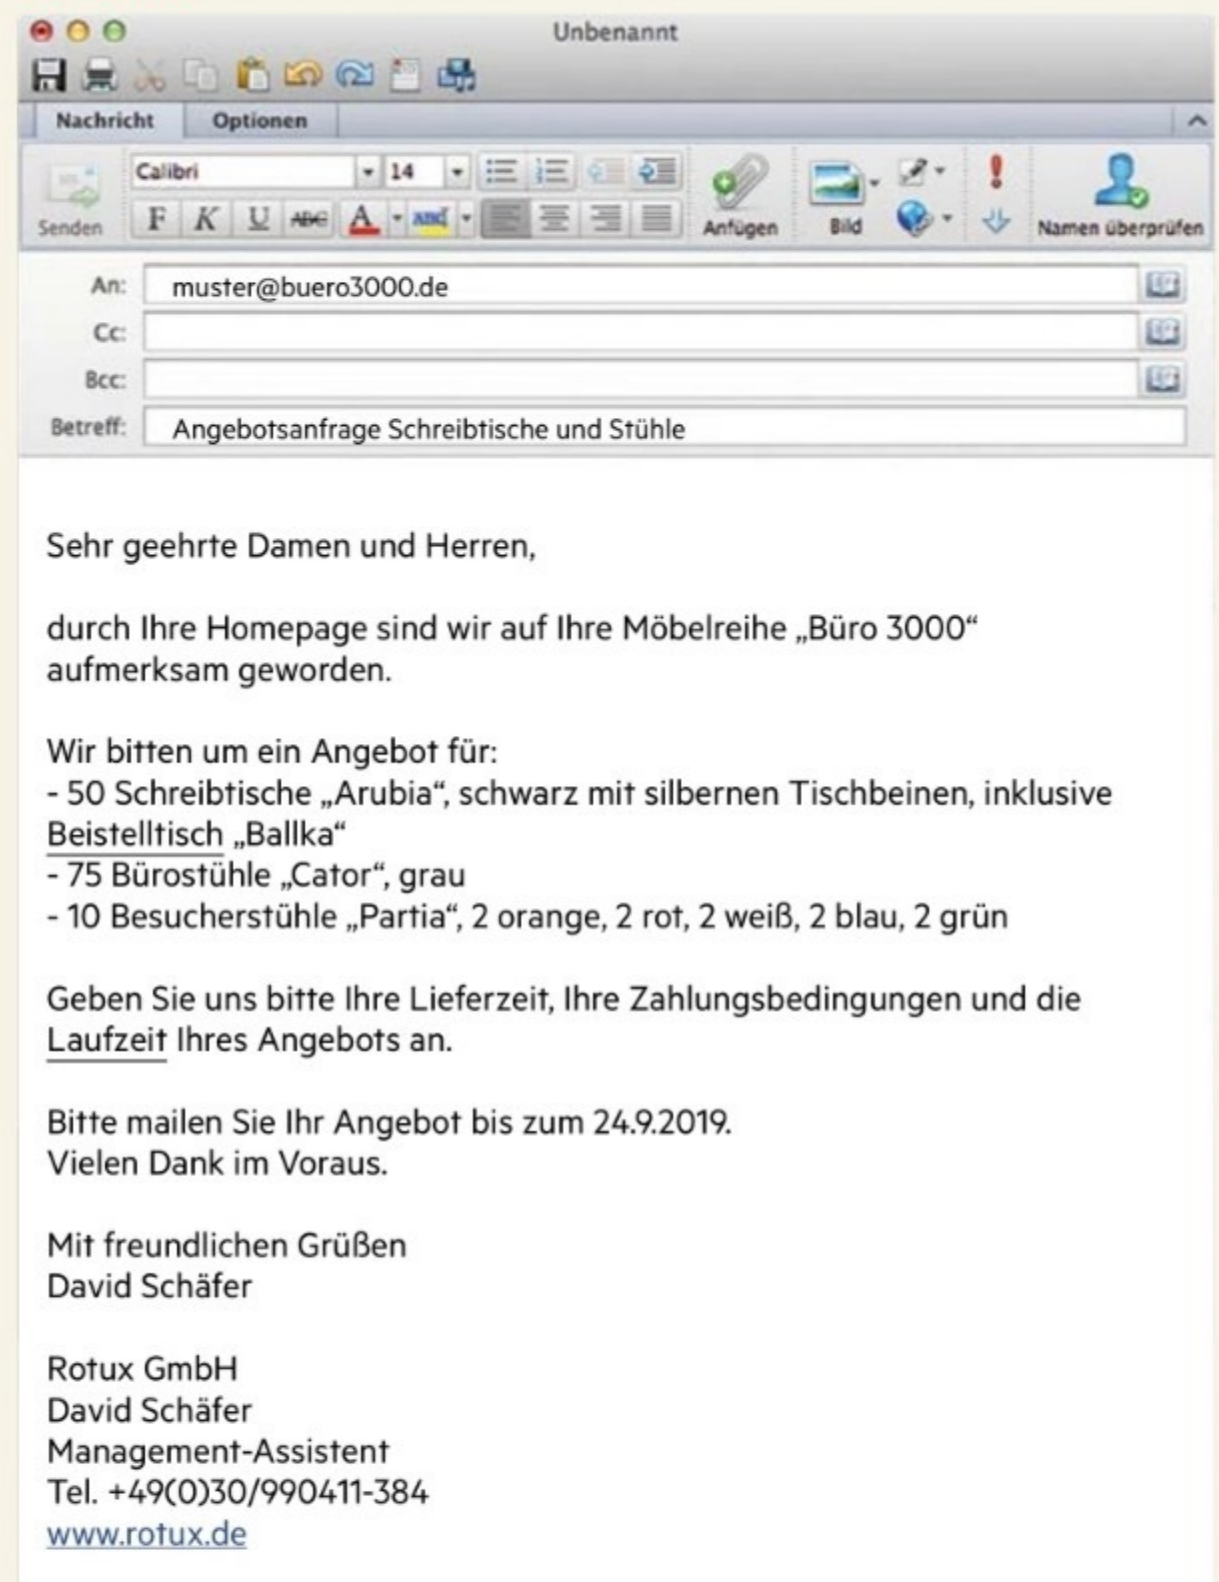 Unbenannt
Nachricht Optionen
Calibri 14
F K U ABC A abc
Senden Anfügen Bild Namen überprüfen
An: muster@buero3000.de
Cc:
Bcc:
Betreff: Angebotsanfrage Schreibtische und Stühle
Sehr geehrte Damen und Herren,
durch Ihre Homepage sind wir auf Ihre Möbelreihe „Büro 3000“
aufmerksam geworden.
Wir bitten um ein Angebot für:
- 50 Schreibtische „Arubia“, schwarz mit silbernen Tischbeinen, inklusive
Beistelltisch „Ballka“
- 75 Bürostühle „Cator“, grau
- 10 Besucherstühle „Partia“, 2 orange, 2 rot, 2 weiß, 2 blau, 2 grün
Geben Sie uns bitte Ihre Lieferzeit, Ihre Zahlungsbedingungen und die
Laufzeit Ihres Angebots an.
Bitte mailen Sie Ihr Angebot bis zum 24.9.2019.
Vielen Dank im Voraus.
Mit freundlichen Grüßen
David Schäfer
Rotux GmbH
David Schäfer
Management-Assistent
Tel. +49(0)30/990411-384
www.rotux.de